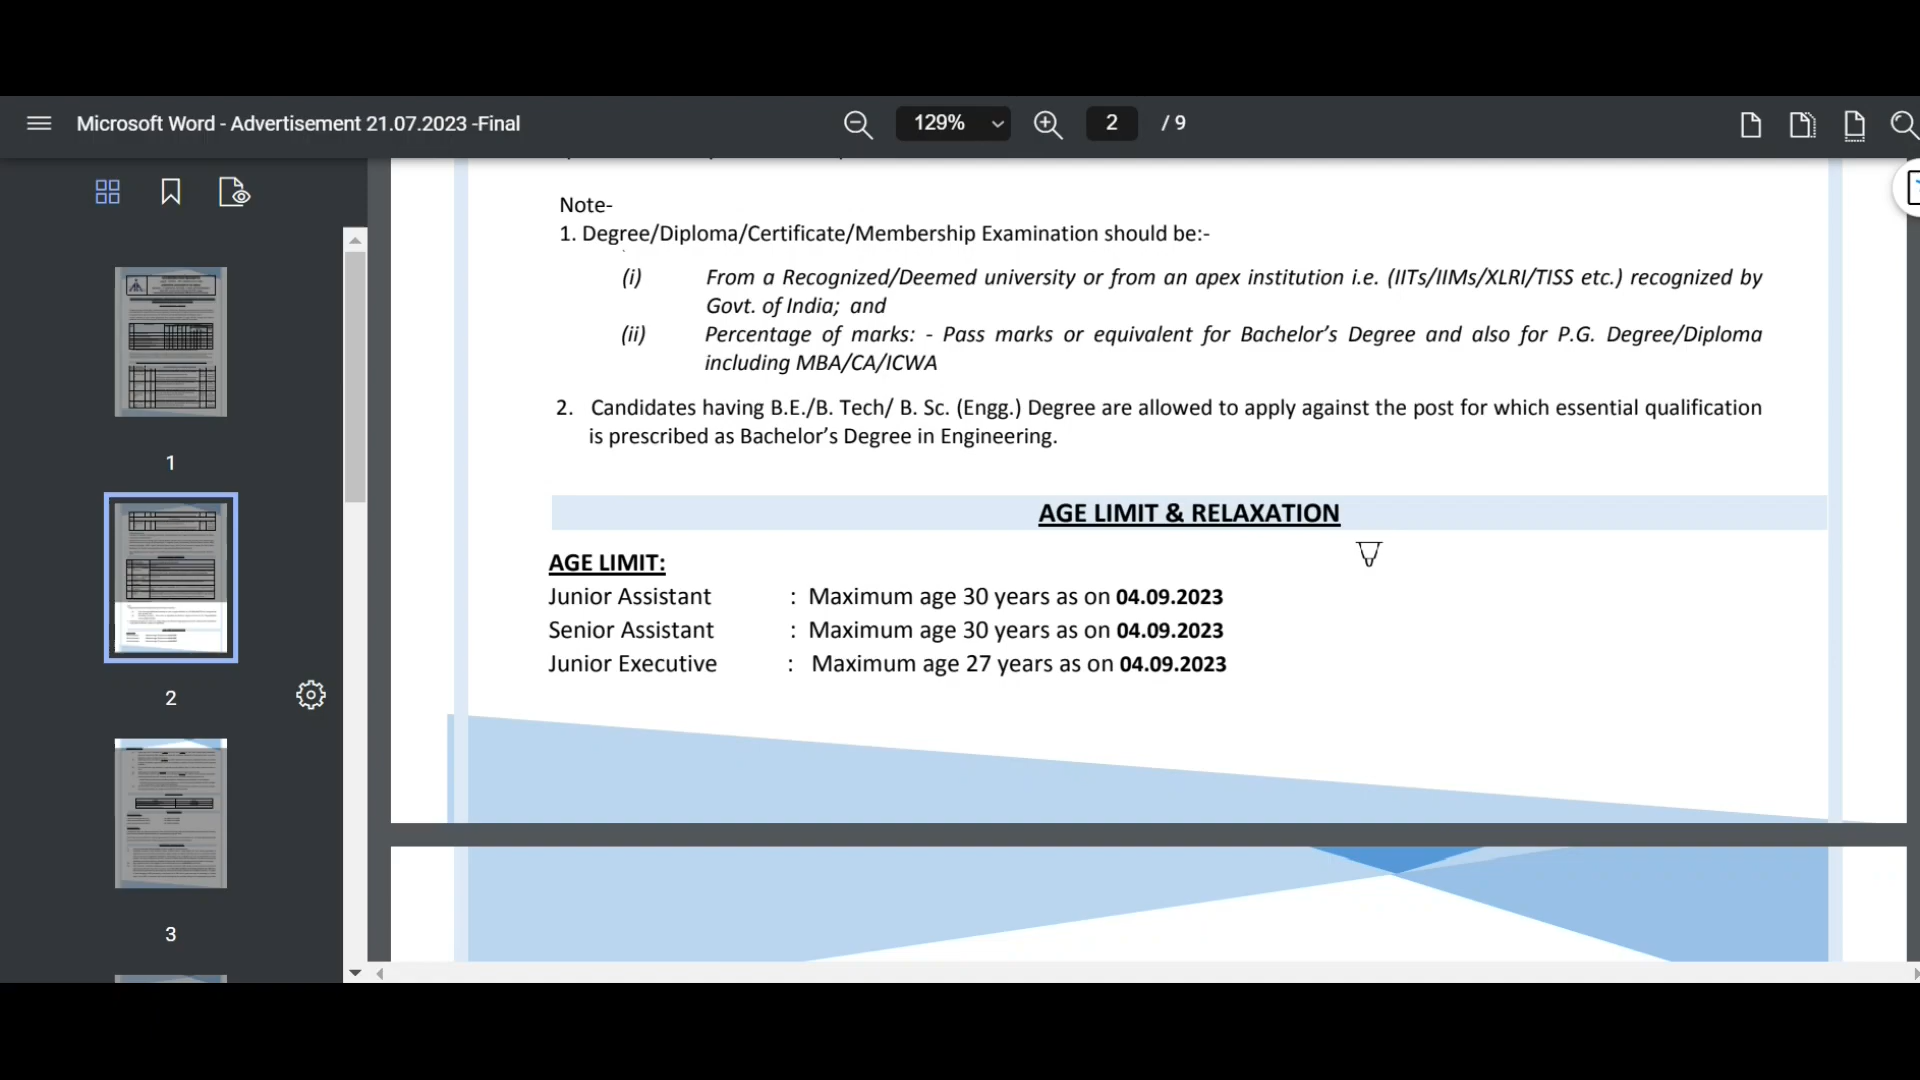 Microsoft Word - Advertisement 21.07.2023 -Final
129%
2
/ 9
Note-
1. Degree/Diploma/Certificate/Membership Examination should be:-
(i) From a Recognized/Deemed university or from an apex institution i.e. (IITs/IIMs/XLRI/TISS etc.) recognized by
Govt. of India; and
(ii) Percentage of marks: - Pass marks or equivalent for Bachelor's Degree and also for P.G. Degree/Diploma
including MBA/CA/ICWA
2. Candidates having B.E./B. Tech/ B. Sc. (Engg.) Degree are allowed to apply against the post for which essential qualification
is prescribed as Bachelor's Degree in Engineering.
AGE LIMIT & RELAXATION
AGE LIMIT:
Junior Assistant : Maximum age 30 years as on 04.09.2023
Senior Assistant : Maximum age 30 years as on 04.09.2023
Junior Executive : Maximum age 27 years as on 04.09.2023
1
2
3